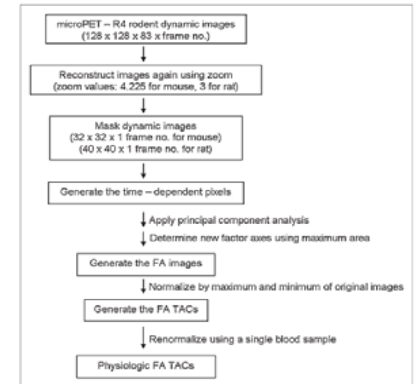 microPET – R4 rodent dynamic images
(128 x 128 x 83 x frame no.)
Reconstruct images again using zoom
(zoom values: 4.225 for mouse, 3 for rat)
Mask dynamic images
(32 x 32 x 1 frame no. for mouse)
(40 x 40 x 1 frame no. for rat)
Generate the time – dependent pixels
Apply principal component analysis
Determine new factor axes using maximum area
Generate the FA images
Normalize by maximum and minimum of original images
Generate the FA TACs
Renormalize using a single blood sample
Physiologic FA TACs